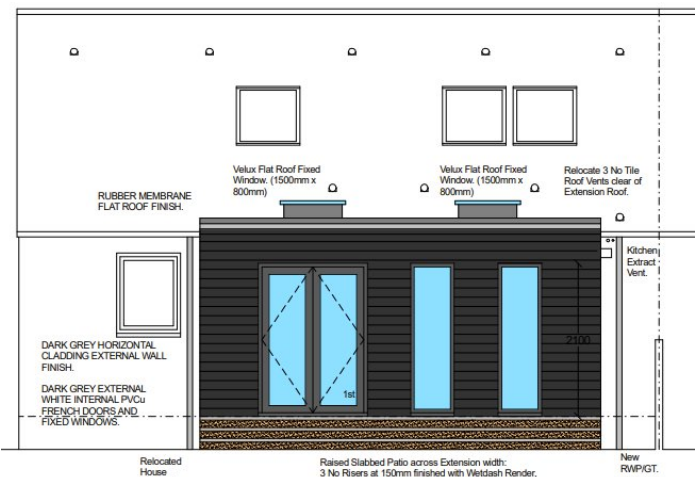 Velux Flat Roof Fixed
Window. (1500mm x
800mm)
Velux Flat Roof Fixed
Window. (1500mm x
800mm)
Relocate 3 No Tile
Roof Vents clear of
Extension Roof.
RUBBER MEMBRANE
FLAT ROOF FINISH.
Kitchen
Extract
Vent.
DARK GREY HORIZONTAL
CLADDING EXTERNAL WALL
FINISH.
DARK GREY EXTERNAL
WHITE INTERNAL PVCu
FRENCH DOORS AND
FIXED WINDOWS.
2100
1st
Relocated
House
Raised Slabbed Patio across Extension width:
3 No Risers at 150mm finished with Wetdash Render,
New
RWP/GT.